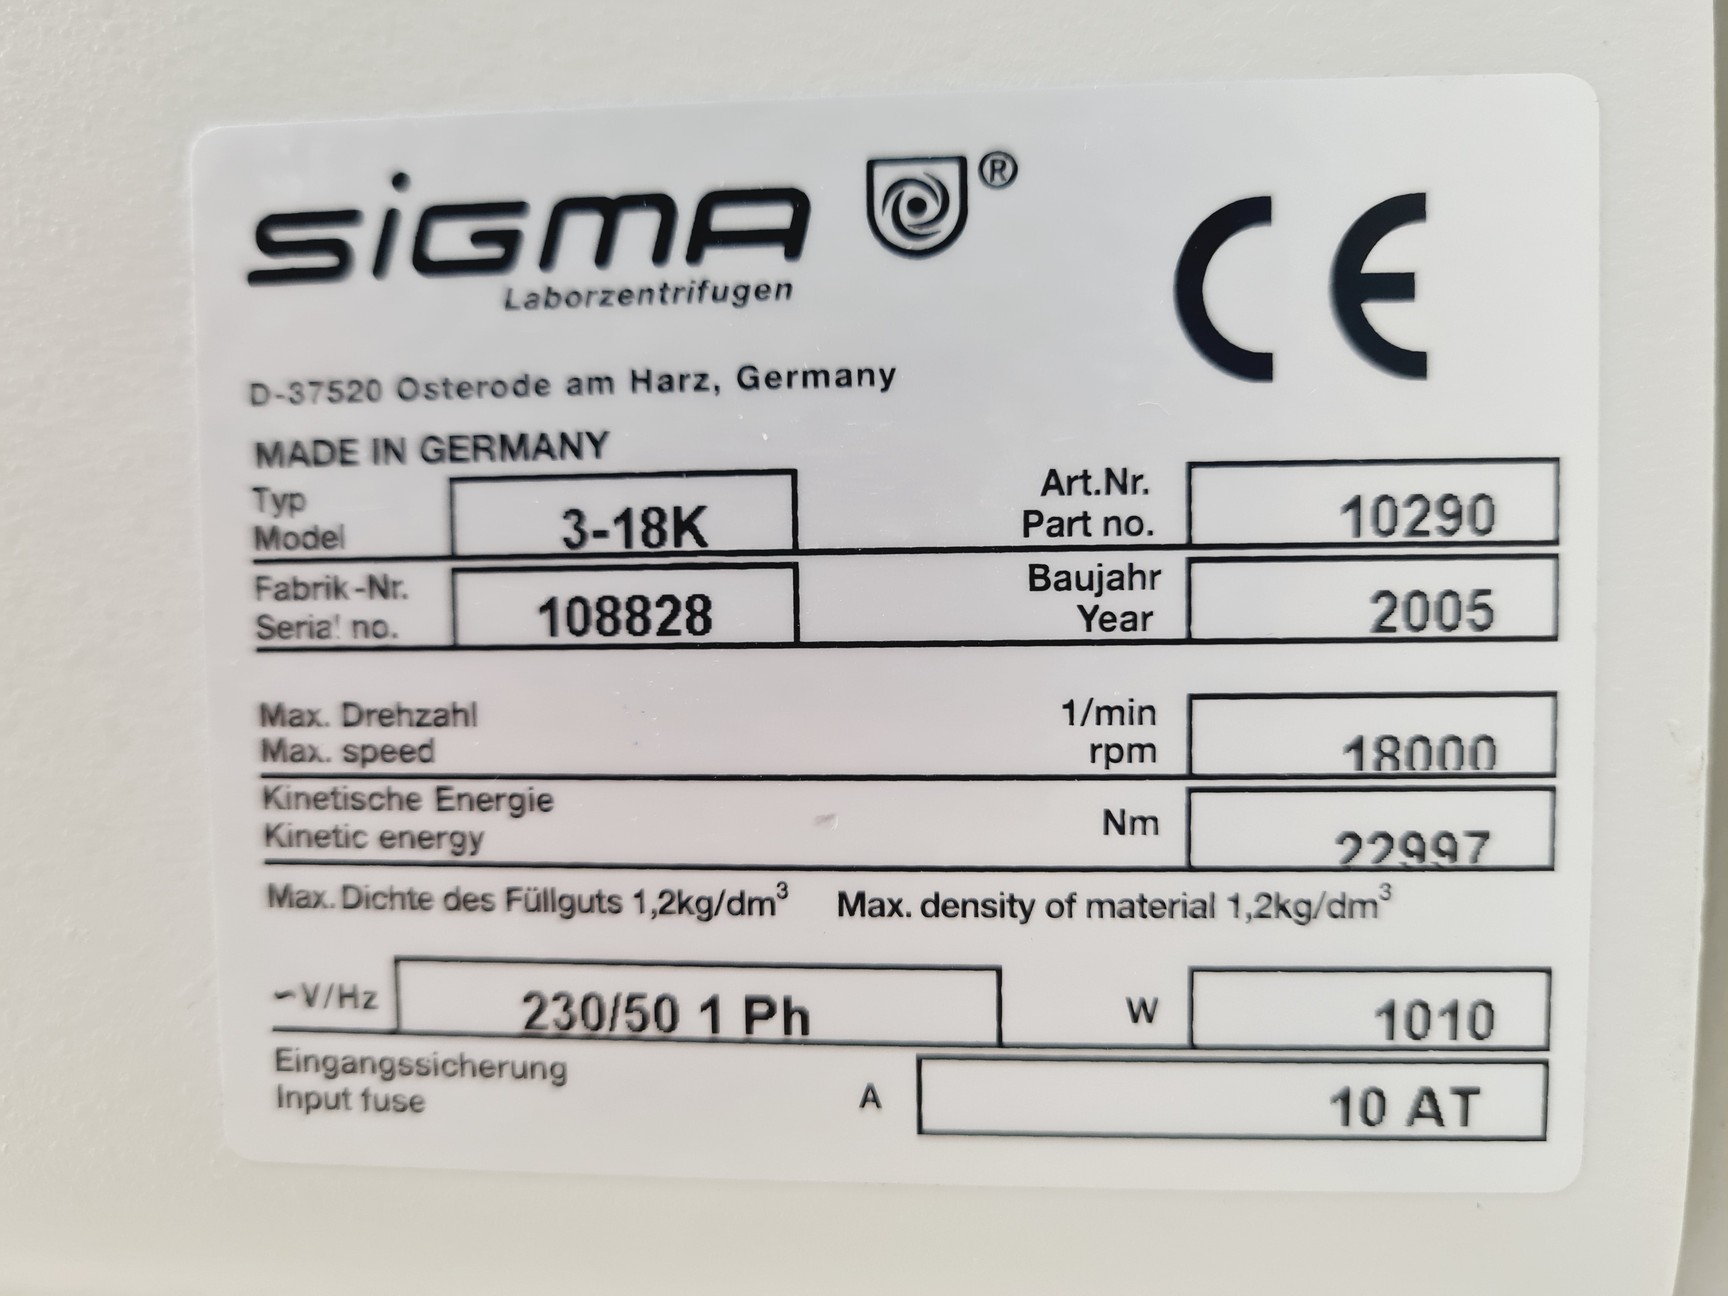 SiGMA ®
CE
Laborzentrifugen
D-37520 Osterode am Harz, Germany
MADE IN GERMANY
Typ
Model
3-18K
Art.Nr.
Part no.
10290
Fabrik-Nr.
Serial no.
108828
Baujahr
Year
2005
Max. Drehzahl
Max. speed
1/min
rpm
18000
Kinetische Energie
Kinetic energy
Nm
22997
Max. Dichte des Füllguts 1,2kg/dm³ Max. density of material 1,2kg/dm³
~V/Hz
230/50 1 Ph
W
1010
Eingangssicherung
Input fuse
A
10 AT